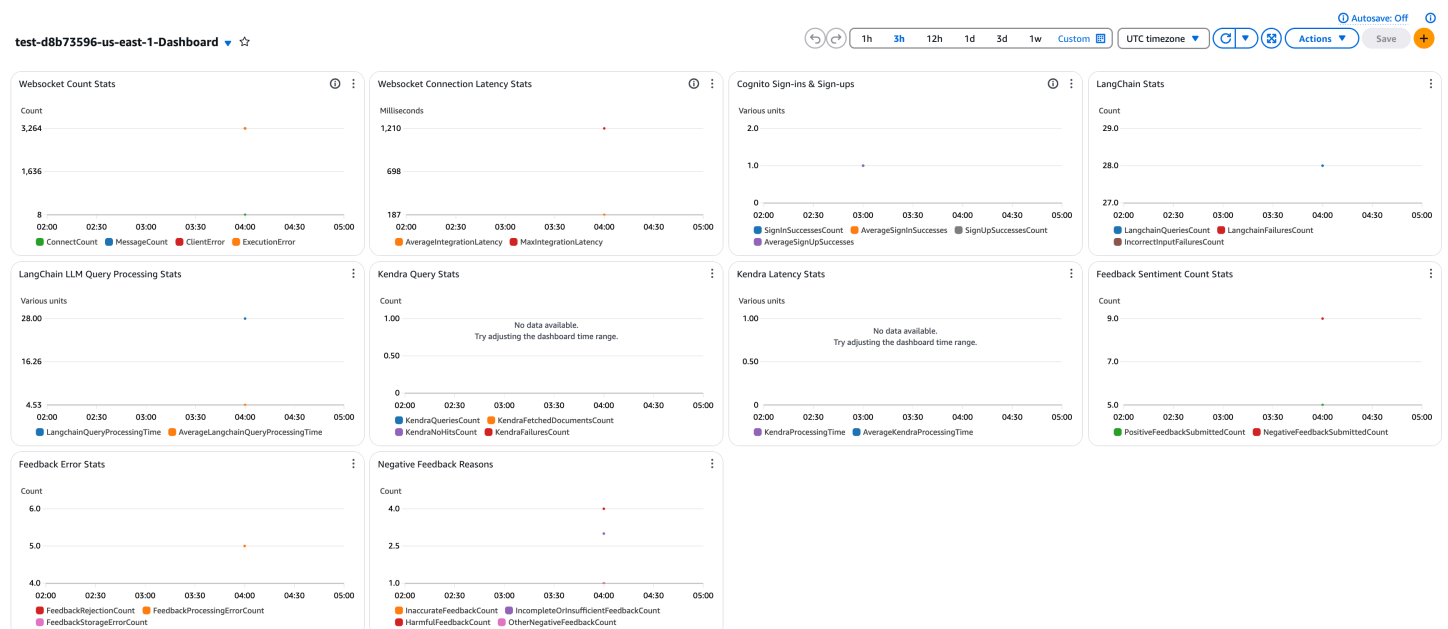 Autosave: Off
test-d8b73596-us-east-1-Dashboard
1h 3h 12h 1d 3d 1w Custom UTC timezone Actions Save
Websocket Count Stats
Count
3,264
1,636
8
02:00 02:30 03:00 03:30 04:00 04:30 05:00
ConnectCount MessageCount ClientError ExecutionError
Websocket Connection Latency Stats
Milliseconds
1,210
698
187
02:00 02:30 03:00 03:30 04:00 04:30 05:00
AverageIntegrationLatency MaxIntegrationLatency
Cognito Sign-ins & Sign-ups
Various units
2.0
1.0
0
02:00 02:30 03:00 03:30 04:00 04:30 05:00
SignInSuccessesCount AverageSignInSuccesses SignUpSuccessesCount
AverageSignUpSuccesses
LangChain Stats
Count
29.0
28.0
27.0
02:00 02:30 03:00 03:30 04:00 04:30 05:00
LangchainQueriesCount LangchainFailuresCount
IncorrectInputFailuresCount
LangChain LLM Query Processing Stats
Various units
28.00
16.26
4.53
02:00 02:30 03:00 03:30 04:00 04:30 05:00
LangchainQueryProcessingTime AverageLangchainQueryProcessingTime
Kendra Query Stats
Count
1.00
No data available.
Try adjusting the dashboard time range.
0.50
0
02:00 02:30 03:00 03:30 04:00 04:30 05:00
KendraQueriesCount KendraFetchedDocumentsCount
KendraNoHitsCount KendraFailuresCount
Kendra Latency Stats
Various units
1.00
No data available.
Try adjusting the dashboard time range.
0.50
0
02:00 02:30 03:00 03:30 04:00 04:30 05:00
KendraProcessingTime AverageKendraProcessingTime
Feedback Sentiment Count Stats
Count
9.0
7.0
5.0
02:00 02:30 03:00 03:30 04:00 04:30 05:00
PositiveFeedbackSubmittedCount NegativeFeedbackSubmittedCount
Feedback Error Stats
Count
6.0
5.0
4.0
02:00 02:30 03:00 03:30 04:00 04:30 05:00
FeedbackRejectionCount FeedbackProcessingErrorCount
FeedbackStorageErrorCount
Negative Feedback Reasons
Count
4.0
2.5
1.0
02:00 02:30 03:00 03:30 04:00 04:30 05:00
InaccurateFeedbackCount IncompleteOrInsufficientFeedbackCount
HarmfulFeedbackCount OtherNegativeFeedbackCount